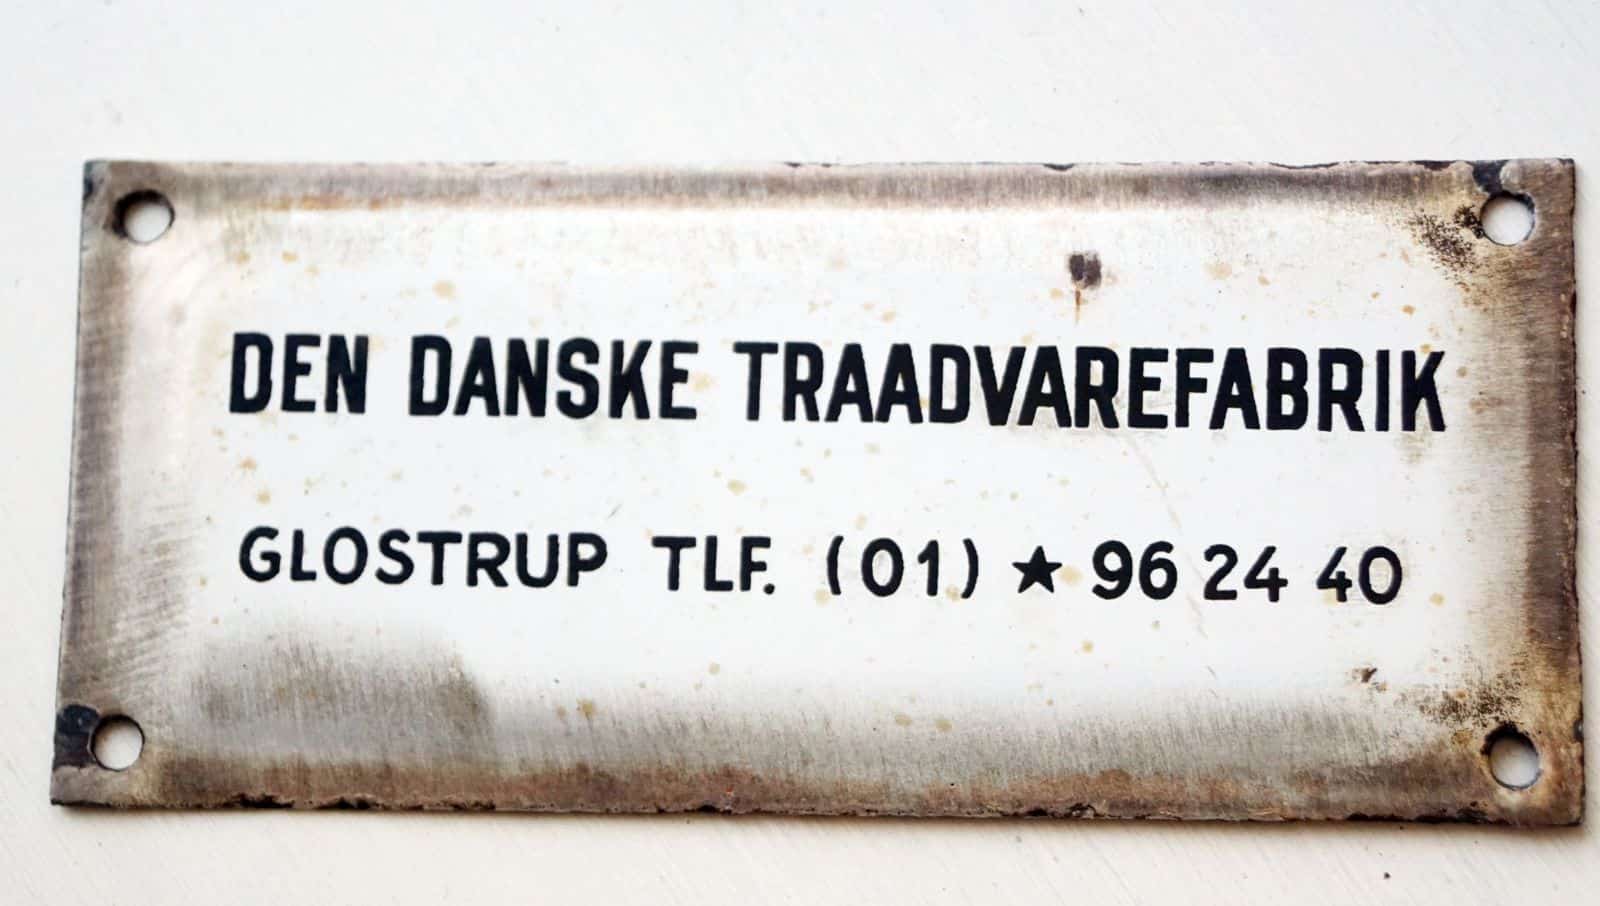 DEN DANSKE TRAADVAREFABRIK
GLOSTRUP TLF. (01) ★ 96 24 40